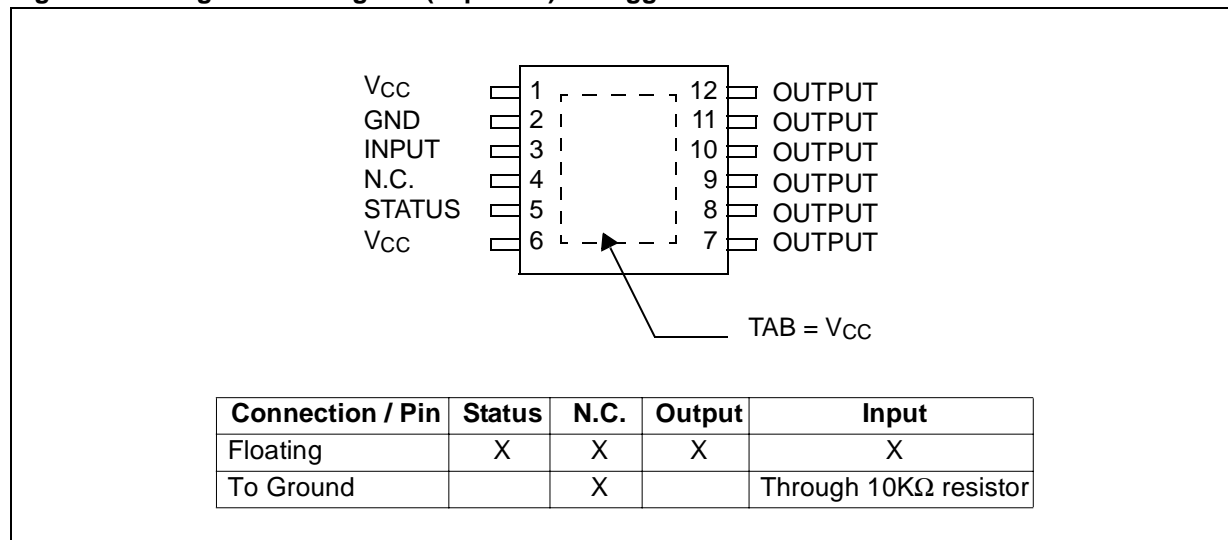 VCC 1 12 OUTPUT
GND 2 11 OUTPUT
INPUT 3 10 OUTPUT
N.C. 4 9 OUTPUT
STATUS 5 8 OUTPUT
VCC 6 7 OUTPUT
TAB = VCC
Connection / Pin Status N.C. Output Input
Floating X X X X
To Ground X Through 10KΩ resistor